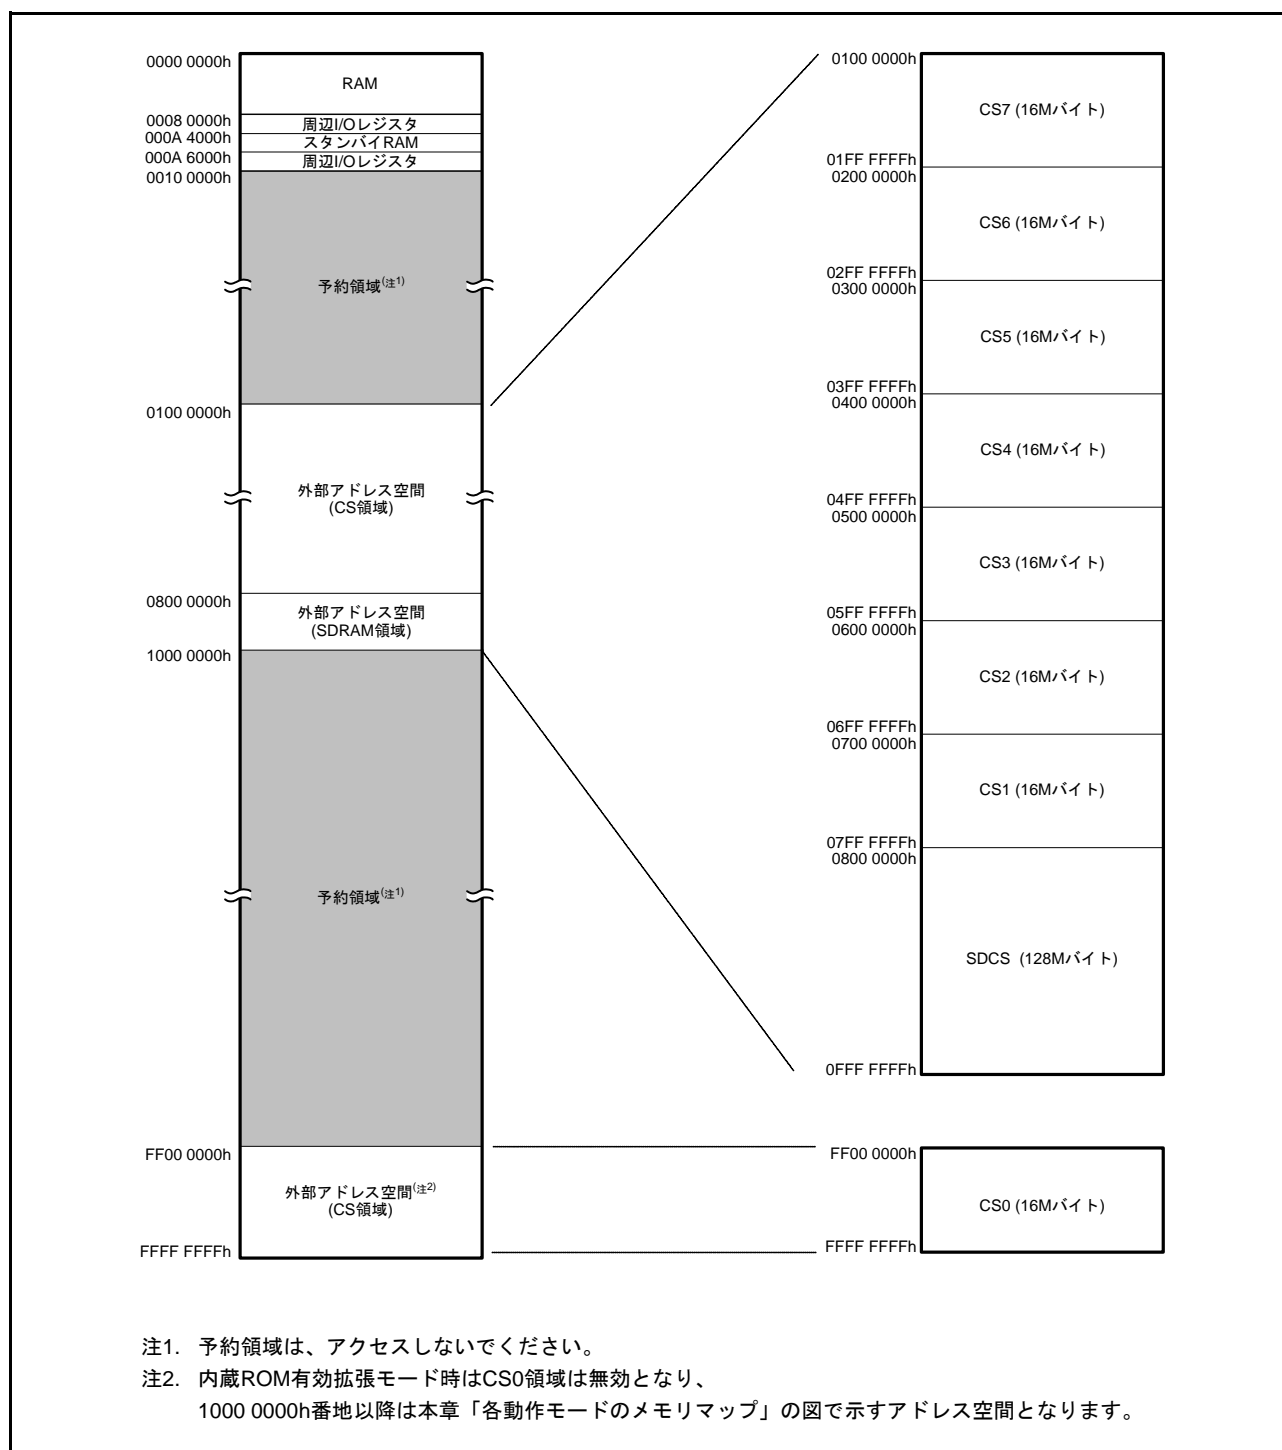 0000 0000h
RAM
0008 0000h
周辺I/Oレジスタ
000A 4000h
スタンバイRAM
000A 6000h
周辺I/Oレジスタ
0010 0000h
予約領域(注1)
0100 0000h
外部アドレス空間
(CS領域)
0800 0000h
外部アドレス空間
(SDRAM領域)
1000 0000h
予約領域(注1)
FF00 0000h
外部アドレス空間(注2)
(CS領域)
FFFF FFFFh
0100 0000h
CS7 (16Mバイト)
01FF FFFFh
0200 0000h
CS6 (16Mバイト)
02FF FFFFh
0300 0000h
CS5 (16Mバイト)
03FF FFFFh
0400 0000h
CS4 (16Mバイト)
04FF FFFFh
0500 0000h
CS3 (16Mバイト)
05FF FFFFh
0600 0000h
CS2 (16Mバイト)
06FF FFFFh
0700 0000h
CS1 (16Mバイト)
07FF FFFFh
0800 0000h
SDCS (128Mバイト)
0FFF FFFFh
FF00 0000h
CS0 (16Mバイト)
FFFF FFFFh
注1. 予約領域は、アクセスしないでください。
注2. 内蔵ROM有効拡張モード時はCS0領域は無効となり、
1000 0000h番地以降は本章「各動作モードのメモリマップ」の図で示すアドレス空間となります。